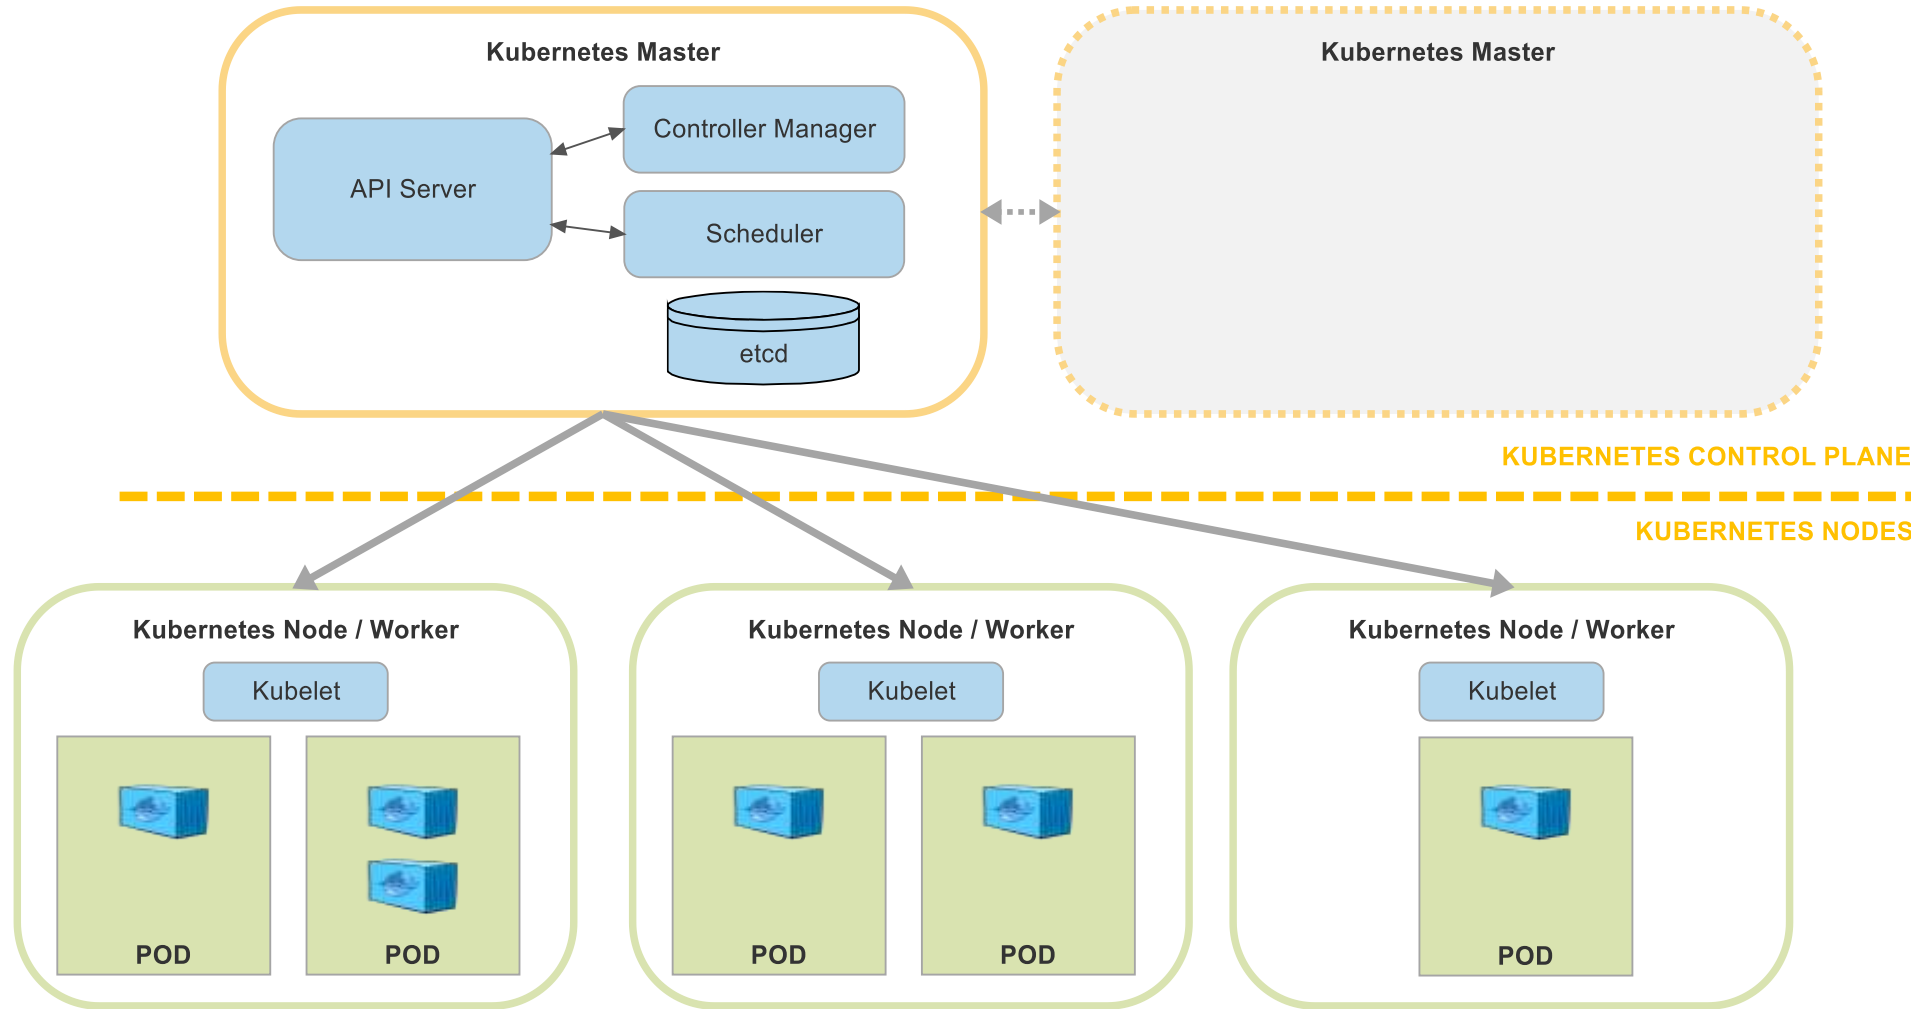 Kubernetes Master
Kubernetes Master
API Server
Controller Manager
Scheduler
etcd
KUBERNETES CONTROL PLANE
KUBERNETES NODES
Kubernetes Node / Worker
Kubelet
POD
POD
Kubernetes Node / Worker
Kubelet
POD
POD
Kubernetes Node / Worker
Kubelet
POD